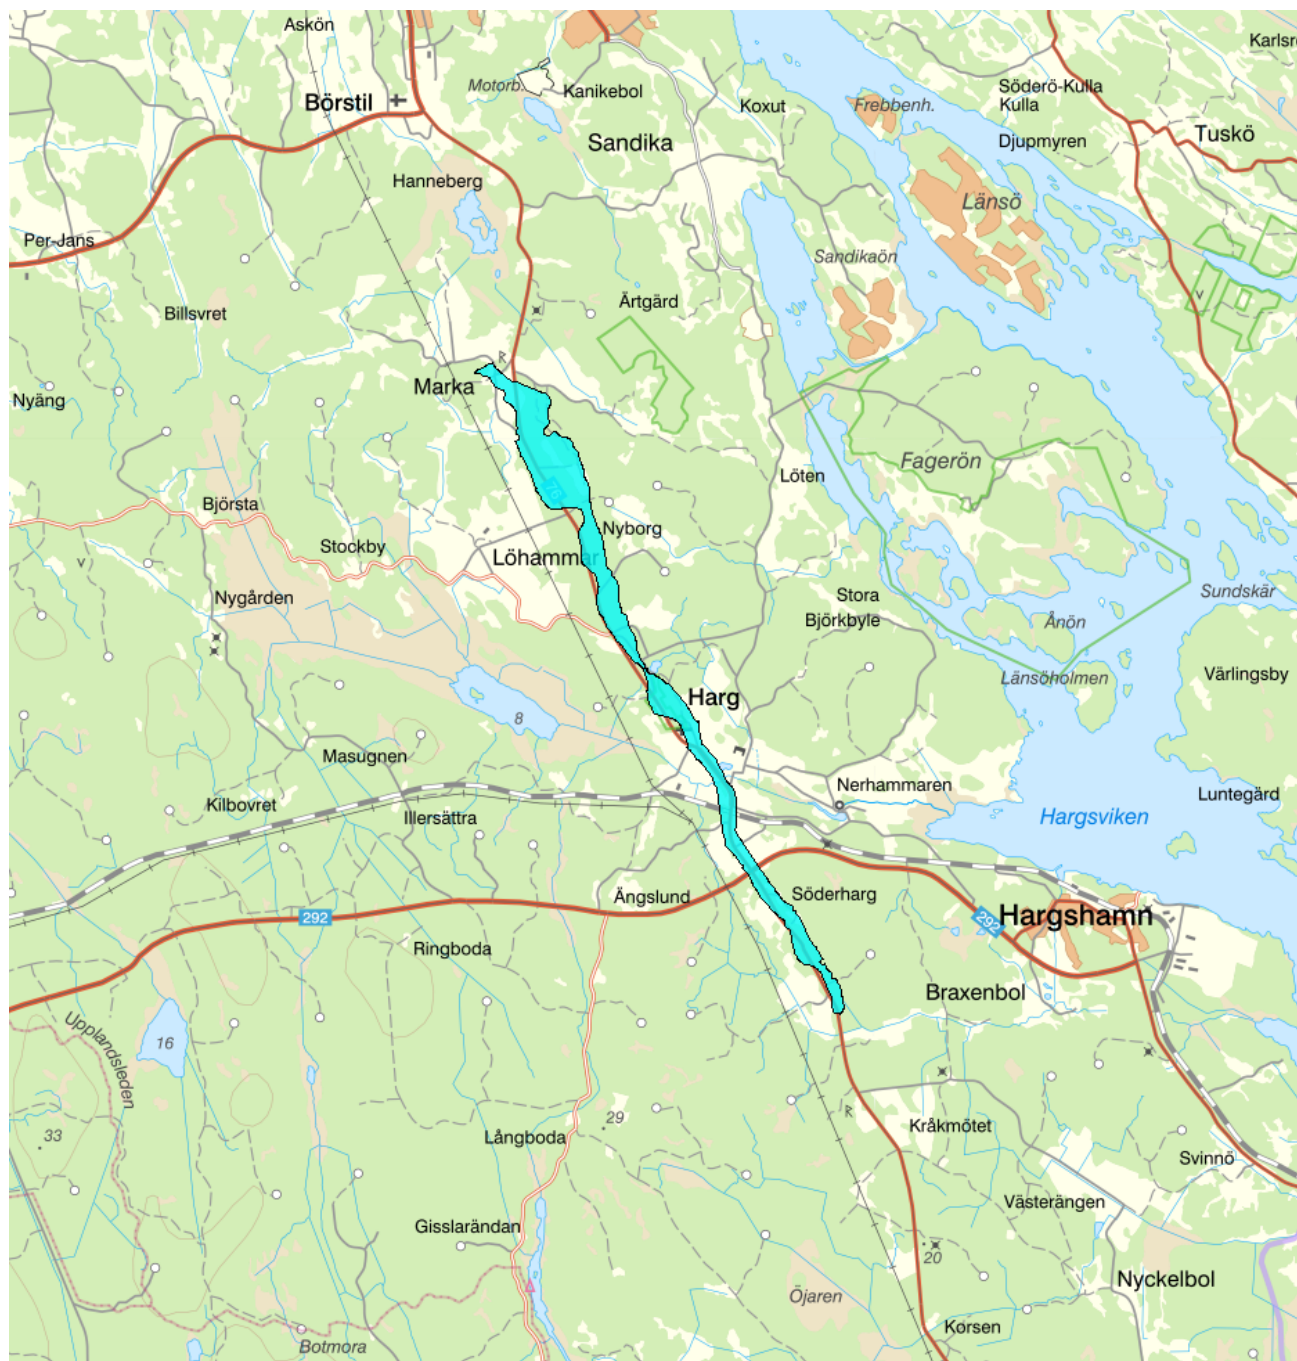 Askön
Karlsr
Motorb.
Kanikebol
Söderö-Kulla
Kulla
Börstil
Koxut
Frebbenh.
Sandika
Djupmyren
Tuskö
Hanneberg
Länsö
Per-Jans
Sandikaön
Ärtgärd
Billsvret
R
Marka
Nyäng
Fagerön
Löten
76
Björsta
Nyborg
Stockby
Löhammar
Nygården
Stora
Björkbyle
Sundskär
Ånön
Länsöholmen
Värlingsby
Harg
8
Masugnen
Nerhammaren
Luntegärd
Kilbovret
Illersättra
Hargsviken
Ängslund
Söderharg
292
292
Hargshamn
Ringboda
Braxenbol
Upplandsleden
16
R
29
Kråkmötet
33
Långboda
Svinnö
Västerängen
Gisslarändan
20
Nyckelbol
Öjaren
Korsen
Botmora